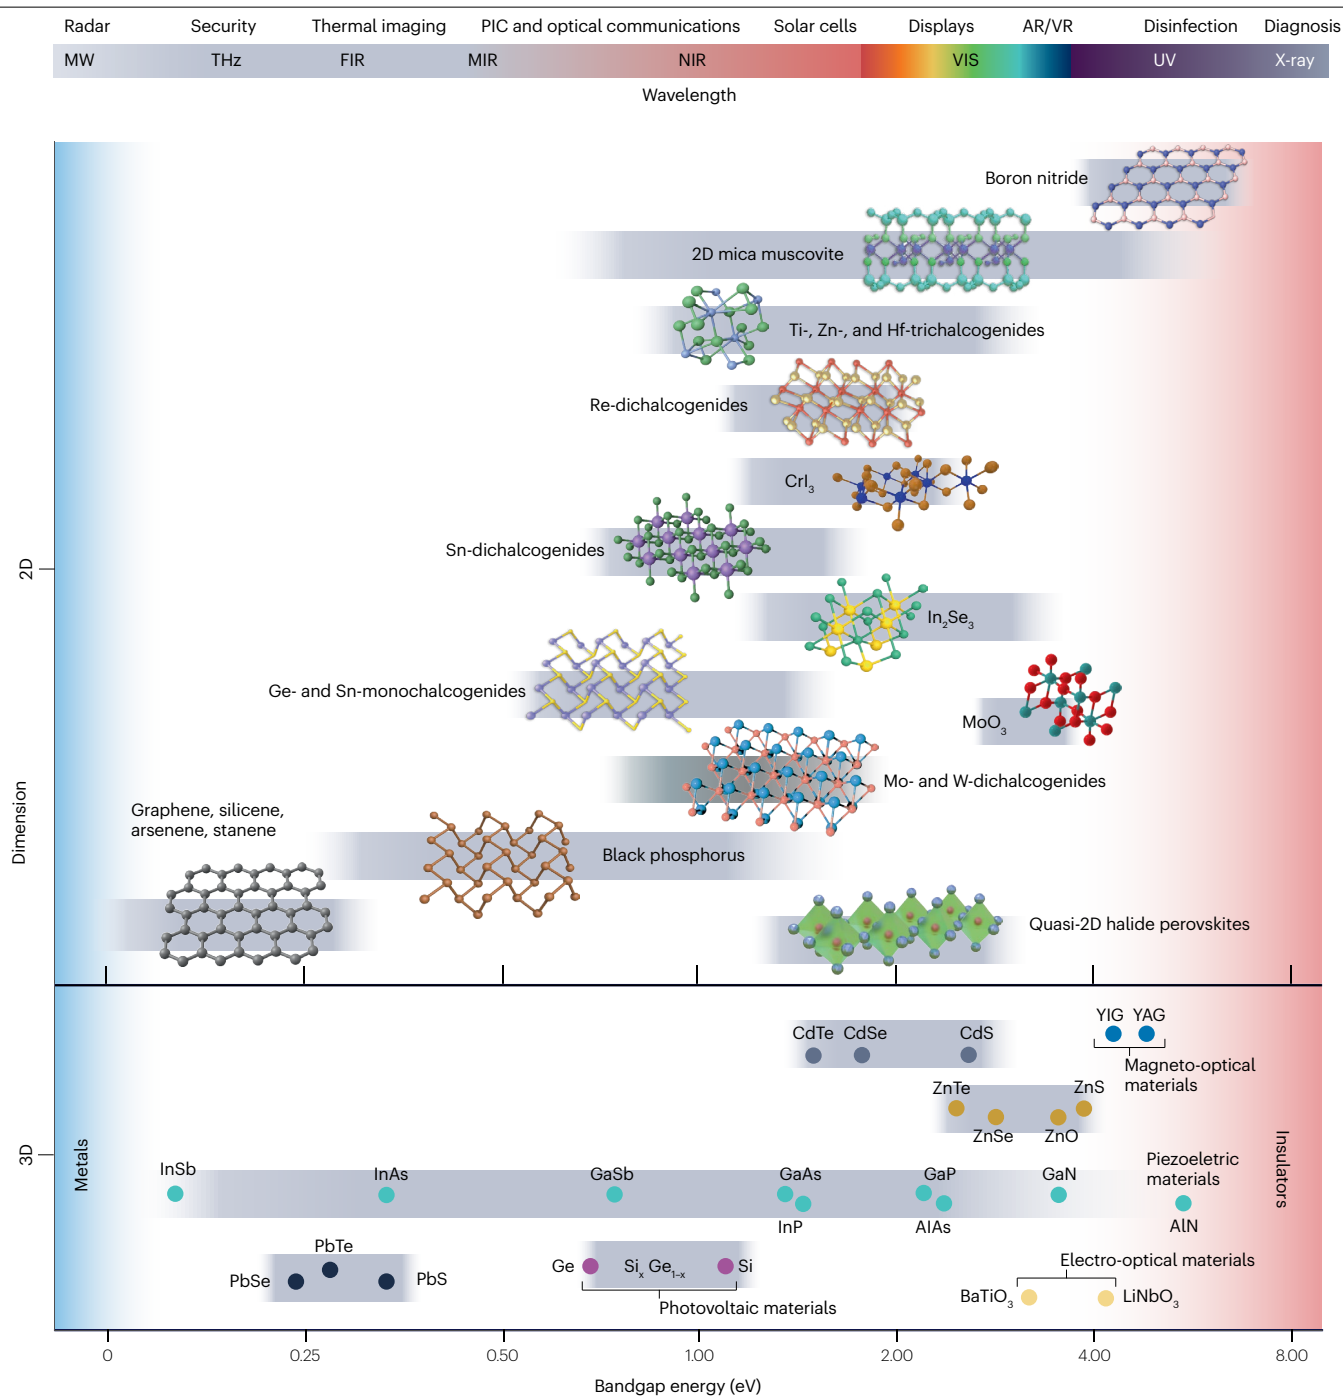 Radar Security Thermal imaging PIC and optical communications Solar cells Displays AR/VR Disinfection Diagnosis
MW THz FIR MIR NIR VIS UV X-ray
Wavelength
Boron nitride
2D mica muscovite
Ti-, Zn-, and Hf-trichalcogenides
Re-dichalcogenides
CrI3
Sn-dichalcogenides
In2Se3
Ge- and Sn-monochalcogenides
MoO3
Mo- and W-dichalcogenides
Graphene, silicene,
arsenene, stanene
Black phosphorus
Quasi-2D halide perovskites
2D
Dimension
3D
Metals
Insulators
YIG YAG
Magneto-optical
materials
CdTe CdSe CdS
ZnTe ZnS
ZnSe ZnO
InSb InAs GaSb GaAs GaP GaN
Piezoeletric
materials
InP AlAs AlN
PbTe
PbSe PbS
Ge Six Ge1–x Si
Photovoltaic materials
Electro-optical materials
BaTiO3 LiNbO3
0 0.25 0.50 1.00 2.00 4.00 8.00
Bandgap energy (eV)